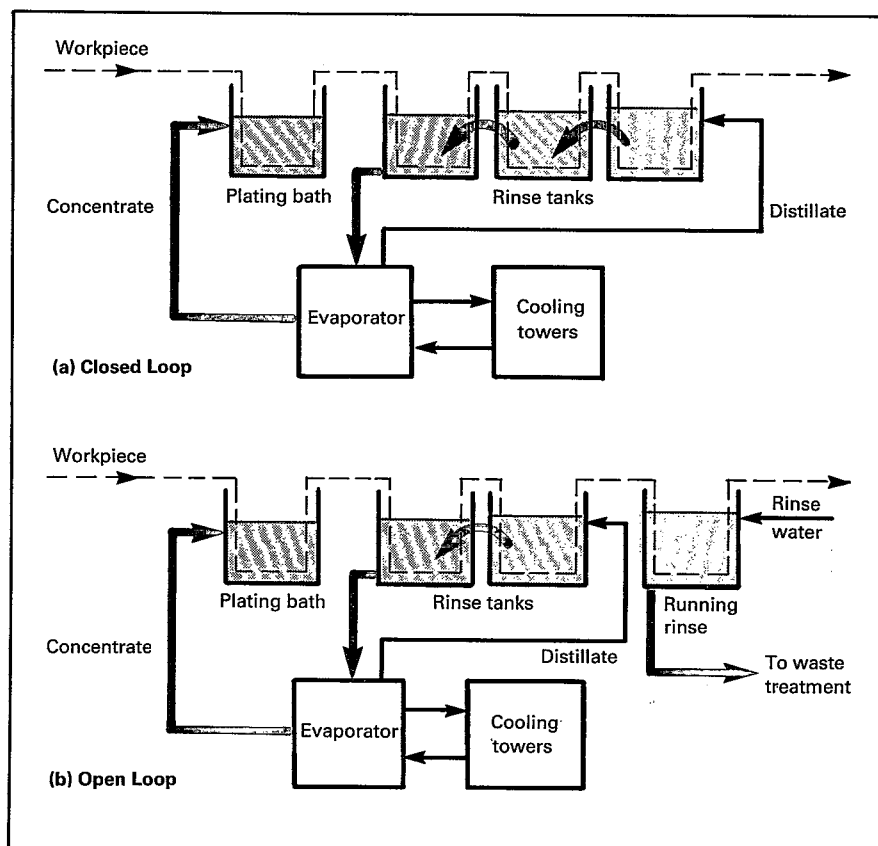 Workpiece
Plating bath
Rinse tanks
Concentrate
Distillate
Evaporator
Cooling
towers
(a) Closed Loop
Workpiece
Rinse
water
Plating bath
Rinse tanks
Running
rinse
Concentrate
Distillate
To waste
treatment
Evaporator
Cooling
towers
(b) Open Loop